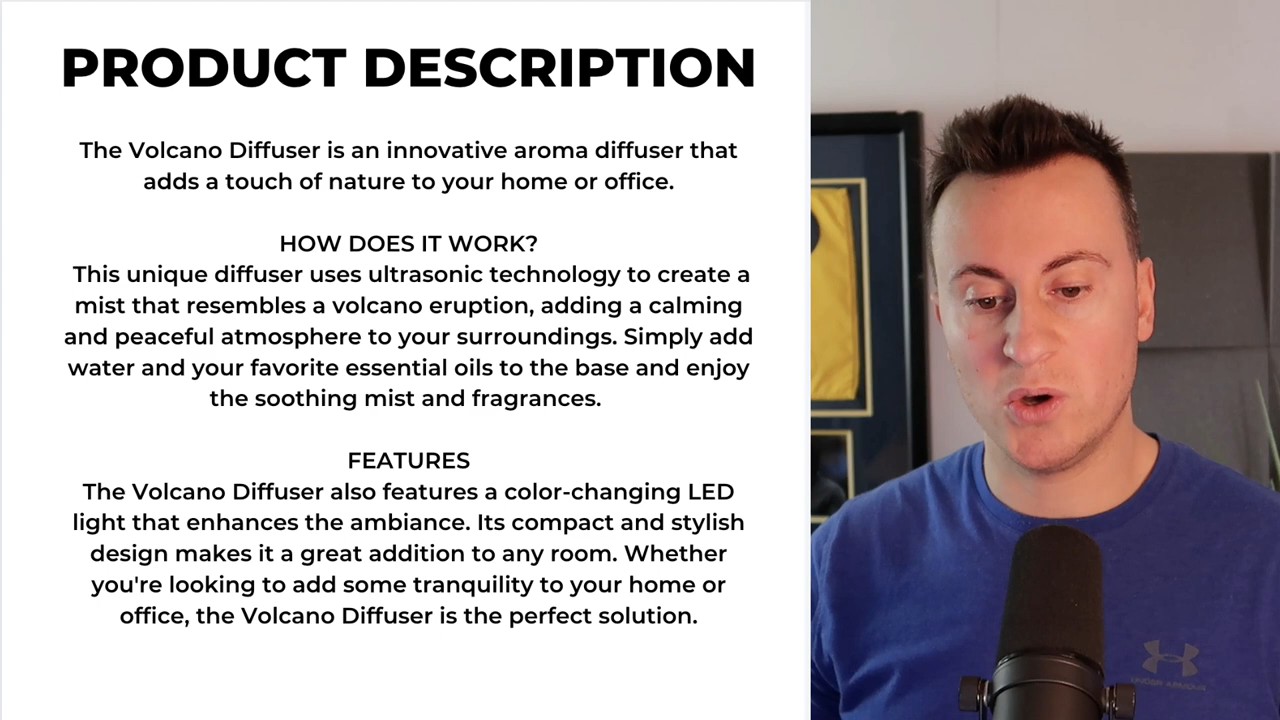 PRODUCT DESCRIPTION
The Volcano Diffuser is an innovative aroma diffuser that
adds a touch of nature to your home or office.
HOW DOES IT WORK?
This unique diffuser uses ultrasonic technology to create a
mist that resembles a volcano eruption, adding a calming
and peaceful atmosphere to your surroundings. Simply add
water and your favorite essential oils to the base and enjoy
the soothing mist and fragrances.
FEATURES
The Volcano Diffuser also features a color-changing LED
light that enhances the ambiance. Its compact and stylish
design makes it a great addition to any room. Whether
you're looking to add some tranquility to your home or
office, the Volcano Diffuser is the perfect solution.
UNDER ARMOUR